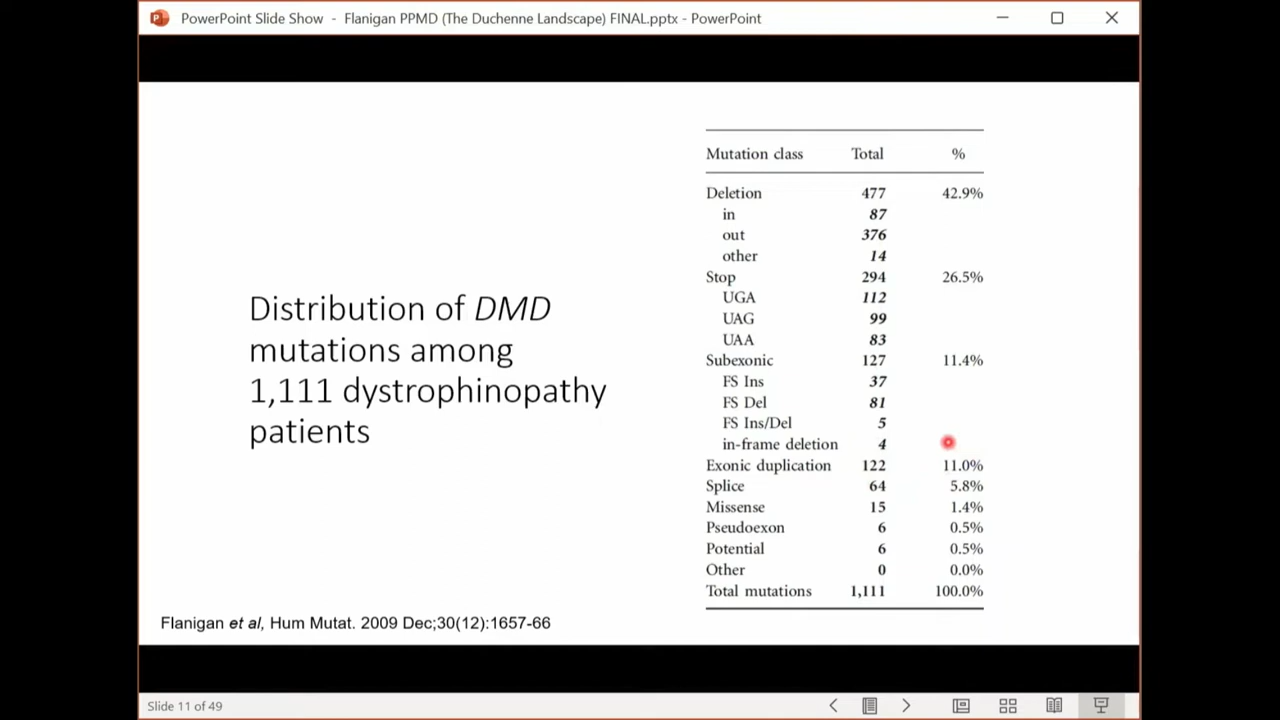 PowerPoint Slide Show - Flanigan PPMD (The Duchenne Landscape) FINAL.pptx - PowerPoint
Distribution of DMD
mutations among
1,111 dystrophinopathy
patients
Mutation class Total %
Deletion 477 42.9%
in 87
out 376
other 14
Stop 294 26.5%
UGA 112
UAG 99
UAA 83
Subexonic 127 11.4%
FS Ins 37
FS Del 81
FS Ins/Del 5
in-frame deletion 4
Exonic duplication 122 11.0%
Splice 64 5.8%
Missense 15 1.4%
Pseudoexon 6 0.5%
Potential 6 0.5%
Other 0 0.0%
Total mutations 1,111 100.0%
Flanigan et al, Hum Mutat. 2009 Dec;30(12):1657-66
Slide 11 of 49